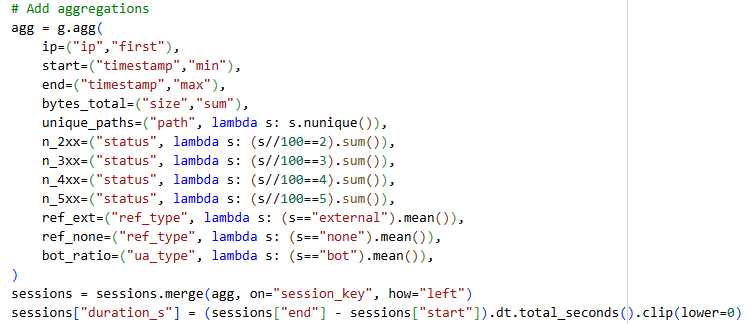 # Add aggregations
agg = g.agg(
    ip=("ip","first"),
    start=("timestamp","min"),
    end=("timestamp","max"),
    bytes_total=("size","sum"),
    unique_paths=("path", lambda s: s.nunique()),
    n_2xx=("status", lambda s: (s//100==2).sum()),
    n_3xx=("status", lambda s: (s//100==3).sum()),
    n_4xx=("status", lambda s: (s//100==4).sum()),
    n_5xx=("status", lambda s: (s//100==5).sum()),
    ref_ext=("ref_type", lambda s: (s=="external").mean()),
    ref_none=("ref_type", lambda s: (s=="none").mean()),
    bot_ratio=("ua_type", lambda s: (s=="bot").mean()),
)
sessions = sessions.merge(agg, on="session_key", how="left")
sessions["duration_s"] = (sessions["end"] - sessions["start"]).dt.total_seconds().clip(lower=0)